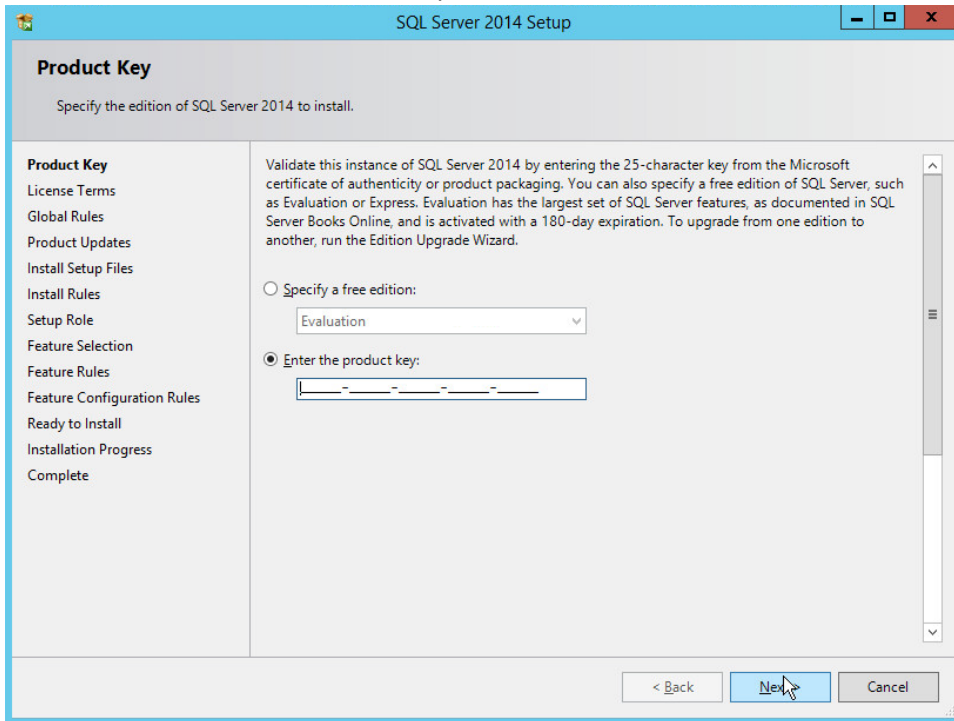 SQL Server 2014 Setup
Product Key
Specify the edition of SQL Server 2014 to install.
Product Key
License Terms
Global Rules
Product Updates
Install Setup Files
Install Rules
Setup Role
Feature Selection
Feature Rules
Feature Configuration Rules
Ready to Install
Installation Progress
Complete
Validate this instance of SQL Server 2014 by entering the 25-character key from the Microsoft
certificate of authenticity or product packaging. You can also specify a free edition of SQL Server, such
as Evaluation or Express. Evaluation has the largest set of SQL Server features, as documented in SQL
Server Books Online, and is activated with a 180-day expiration. To upgrade from one edition to
another, run the Edition Upgrade Wizard.
Specify a free edition:
Evaluation
Enter the product key:
_____-_____-_____-_____-_____
< Back
Next >
Cancel